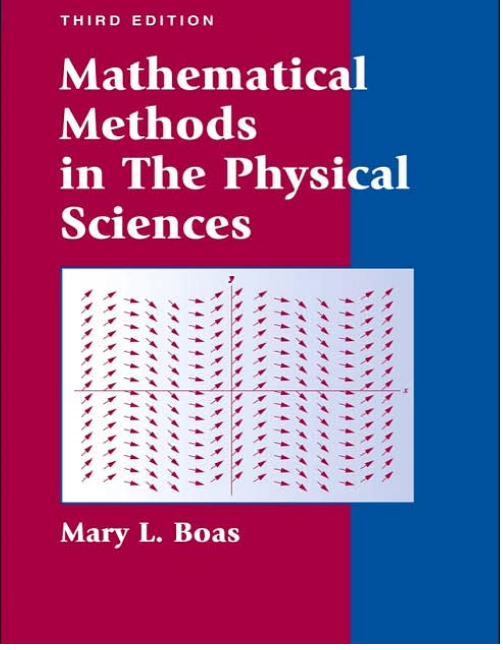 THIRD EDITION
Mathematical
Methods
in The Physical
Sciences
y
x
Mary L. Boas